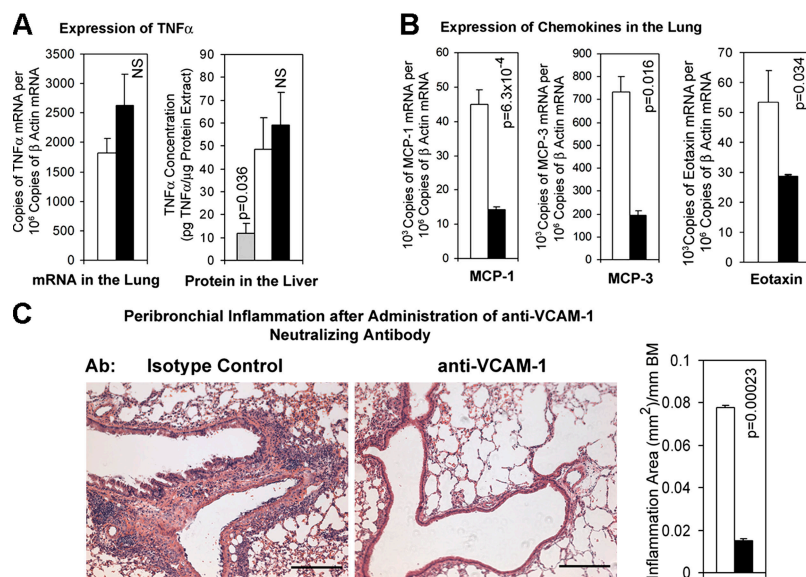 A
Expression of TNFα
Copies of TNFα mRNA per
10⁶ Copies of β Actin mRNA
3500
3000
2500
2000
1500
1000
500
0
NS
mRNA in the Lung
TNFα Concentration
(pg TNFα/μg Protein Extract)
90
80
70
60
50
40
30
20
10
0
p=0.036
NS
Protein in the Liver
B
Expression of Chemokines in the Lung
10³ Copies of MCP-1 mRNA per
10⁶ Copies of β Actin mRNA
60
50
40
30
20
10
0
p=6.3x10⁻⁴
MCP-1
10³ Copies of MCP-3 mRNA per
10⁶ Copies of β Actin mRNA
900
800
700
600
500
400
300
200
100
0
p=0.016
MCP-3
10³Copies of Eotaxin mRNA per
10⁶ Copies of β Actin mRNA
70
60
50
40
30
20
10
0
p=0.034
Eotaxin
C
Peribronchial Inflammation after Administration of anti-VCAM-1
Neutralizing Antibody
Ab:
Isotype Control
anti-VCAM-1
Inflammation Area (mm²)/mm BM
0.1
0.08
0.06
0.04
0.02
0
p=0.00023